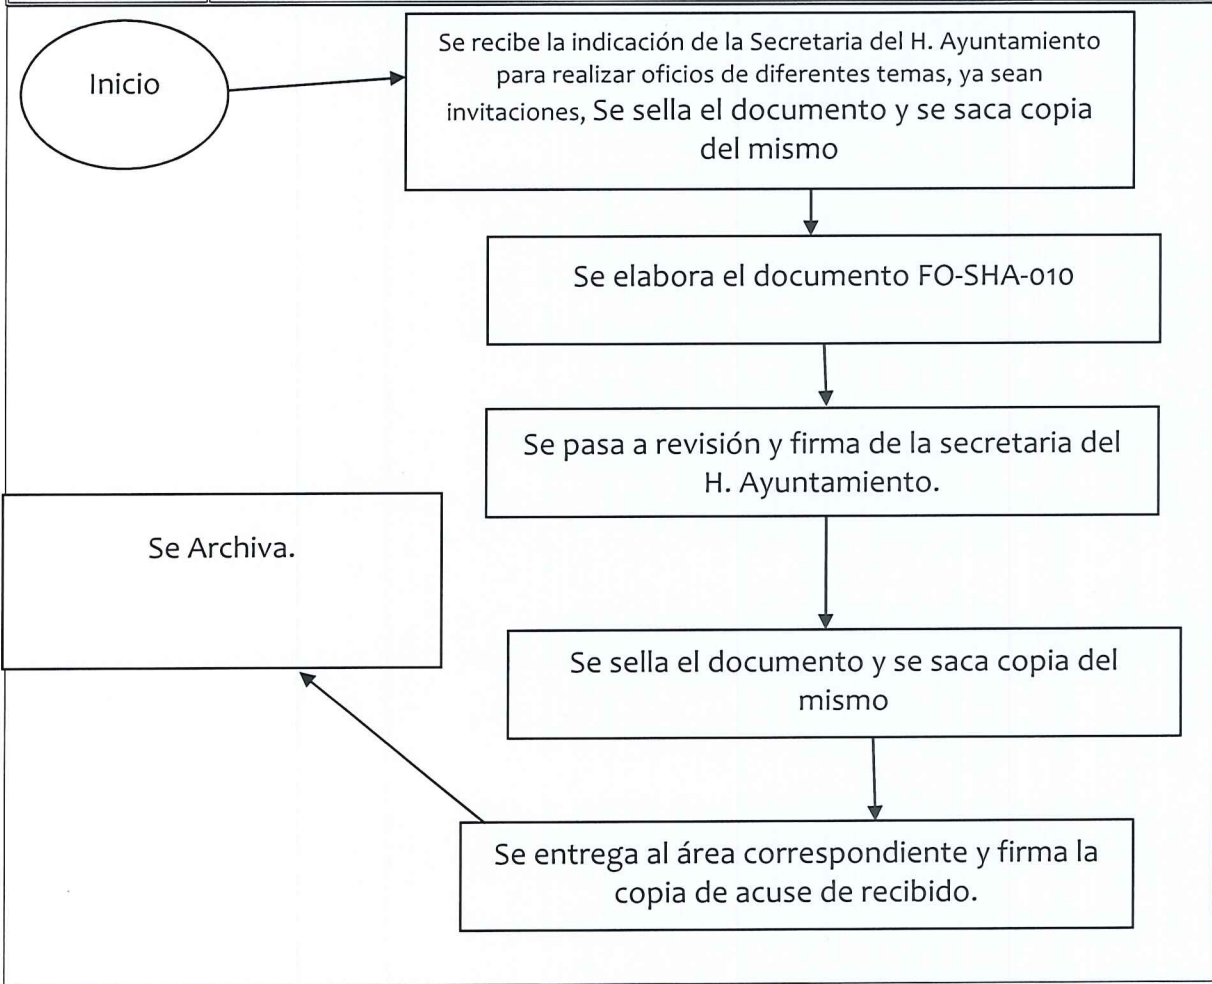 Inicio
Se recibe la indicación de la Secretaria del H. Ayuntamiento
para realizar oficios de diferentes temas, ya sean
invitaciones, Se sella el documento y se saca copia
del mismo
Se elabora el documento FO-SHA-010
Se pasa a revisión y firma de la secretaria del
H. Ayuntamiento.
Se sella el documento y se saca copia del
mismo
Se entrega al área correspondiente y firma la
copia de acuse de recibido.
Se Archiva.